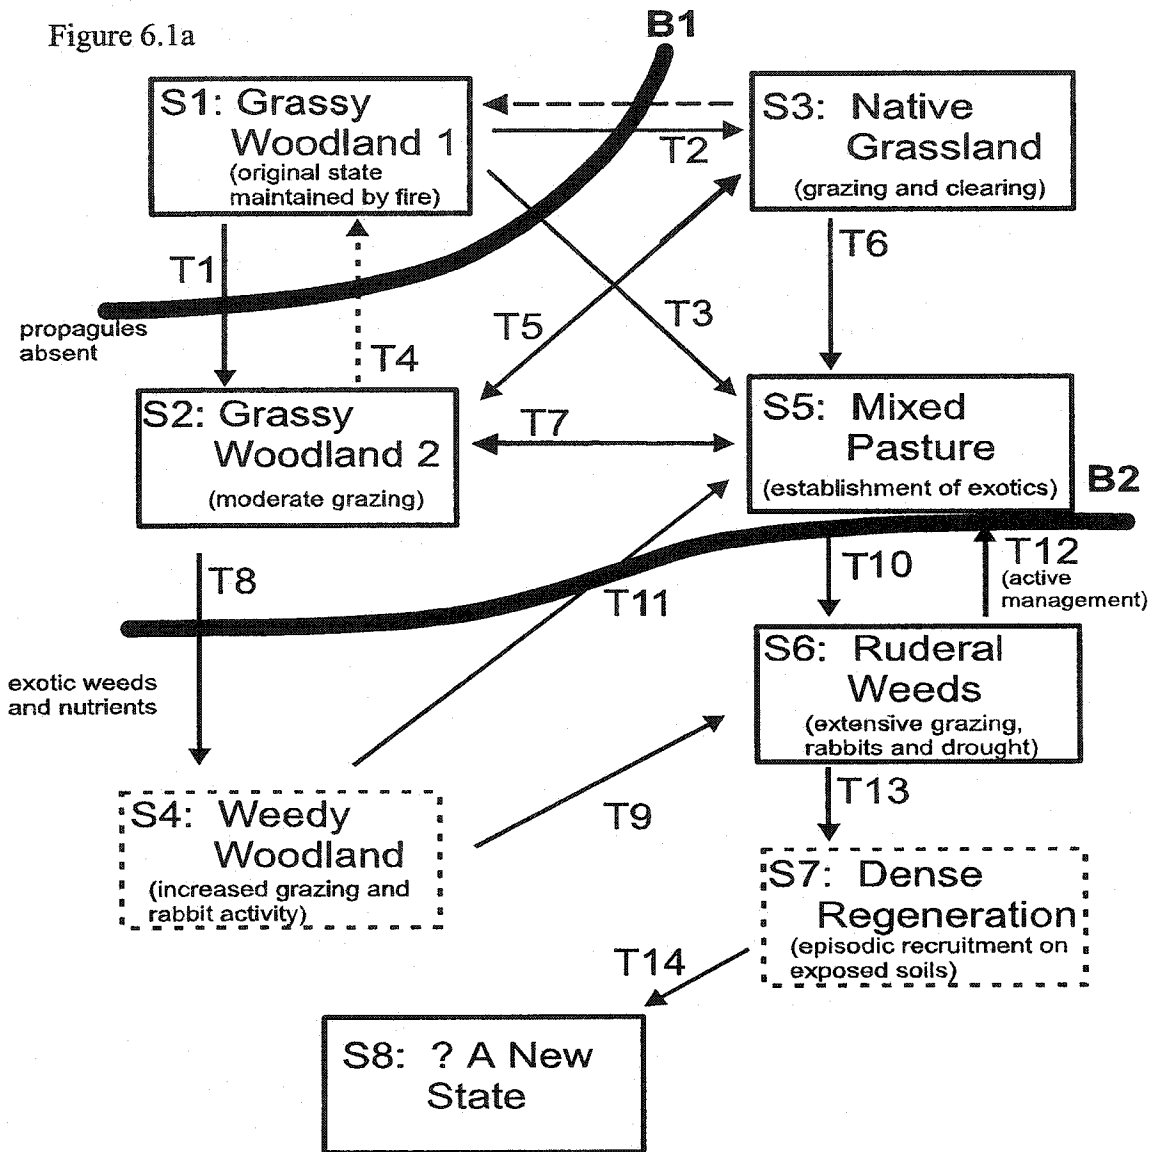 Figure 6.1a
B1
S1: Grassy
Woodland 1
(original state
maintained by fire)
S3: Native
Grassland
(grazing and clearing)
T2
T1
T6
propagules
absent
T5
T3
T4
S2: Grassy
Woodland 2
(moderate grazing)
T7
S5: Mixed
Pasture
(establishment of exotics)
B2
T8
T10
T12
(active
management)
T11
exotic weeds
and nutrients
S6: Ruderal
Weeds
(extensive grazing,
rabbits and drought)
T13
T9
S4: Weedy
Woodland
(increased grazing and
rabbit activity)
S7: Dense
Regeneration
(episodic recruitment on
exposed soils)
T14
S8: ? A New
State